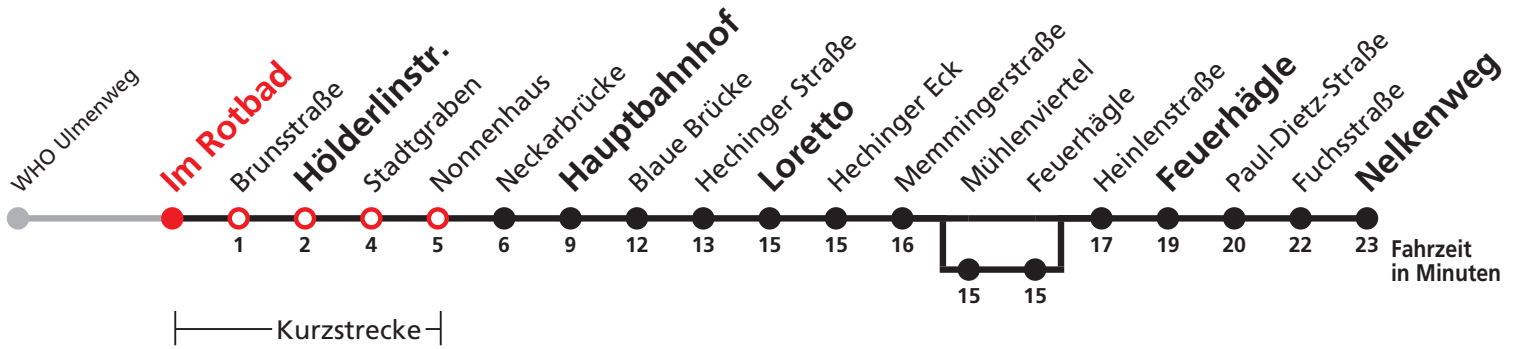 WHO Ulmenweg
Im Rotbad
Brunsstraße
Hölderlinstr.
Stadtgraben
Nonnenhaus
Neckarbrücke
Hauptbahnhof
Blaue Brücke
Hechinger Straße
Loretto
Hechinger Eck
Memmingerstraße
Mühlenviertel
Feuerhägle
Heinlenstraße
Feuerhägle
Paul-Dietz-Straße
Fuchsstraße
Nelkenweg
1 2 4 5 6 9 12 13 15 15 16 17 19 20 22 23
Fahrzeit
in Minuten
15 15
Kurzstrecke